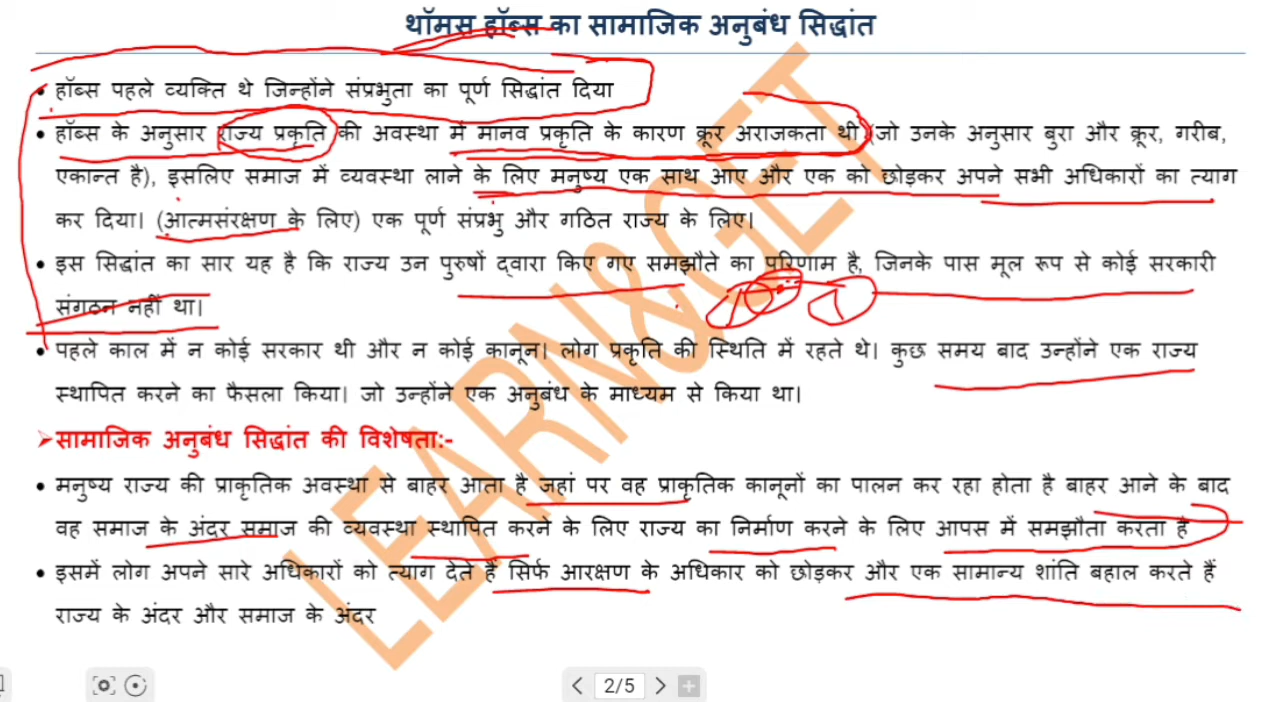 थॉमस हॉब्स का सामाजिक अनुबंध सिद्धांत
• हॉब्स पहले व्यक्ति थे जिन्होंने संप्रभुता का पूर्ण सिद्धांत दिया
• हॉब्स के अनुसार राज्य प्रकृति की अवस्था में मानव प्रकृति के कारण क्रूर अराजकता थी (जो उनके अनुसार बुरा और क्रूर, गरीब,
एकान्त है), इसलिए समाज में व्यवस्था लाने के लिए मनुष्य एक साथ आए और एक को छोड़कर अपने सभी अधिकारों का त्याग
कर दिया। (आत्मसंरक्षण के लिए) एक पूर्ण संप्रभु और गठित राज्य के लिए।
• इस सिद्धांत का सार यह है कि राज्य उन पुरुषों द्वारा किए गए समझौते का परिणाम है, जिनके पास मूल रूप से कोई सरकारी
संगठन नहीं था।
• पहले काल में न कोई सरकार थी और न कोई कानून। लोग प्रकृति की स्थिति में रहते थे। कुछ समय बाद उन्होंने एक राज्य
स्थापित करने का फैसला किया। जो उन्होंने एक अनुबंध के माध्यम से किया था।
➢सामाजिक अनुबंध सिद्धांत की विशेषता:-
• मनुष्य राज्य की प्राकृतिक अवस्था से बाहर आता है जहां पर वह प्राकृतिक कानूनों का पालन कर रहा होता है बाहर आने के बाद
वह समाज के अंदर समाज की व्यवस्था स्थापित करने के लिए राज्य का निर्माण करने के लिए आपस में समझौता करता है
• इसमें लोग अपने सारे अधिकारों को त्याग देते हैं सिर्फ आरक्षण के अधिकार को छोड़कर और एक सामान्य शांति बहाल करते हैं
राज्य के अंदर और समाज के अंदर
LEARN&GET
2/5